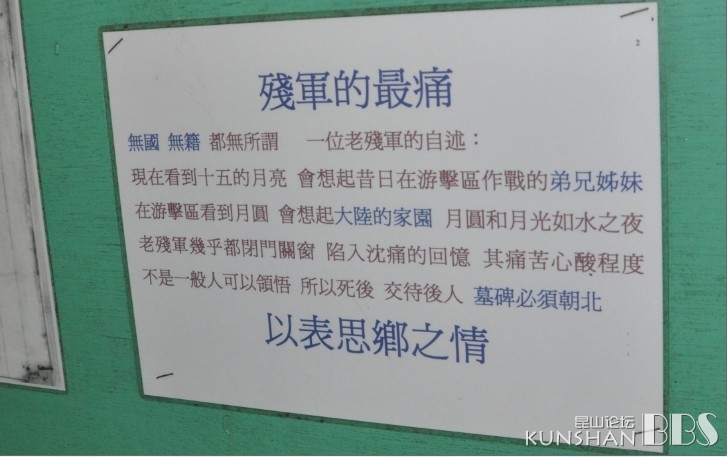 2
殘軍的最痛
無國 無籍 都無所謂 一位老殘軍的自述：
現在看到十五的月亮 會想起昔日在游擊區作戰的弟兄姊妹
在游擊區看到月圓 會想起大陸的家園 月圓和月光如水之夜
老殘軍幾乎都閉門關窗 陷入沈痛的回憶 其痛苦心酸程度
不是一般人可以領悟 所以死後 交待後人 墓碑必須朝北
以表思鄉之情
昆山论坛
KUNSHAN BBS